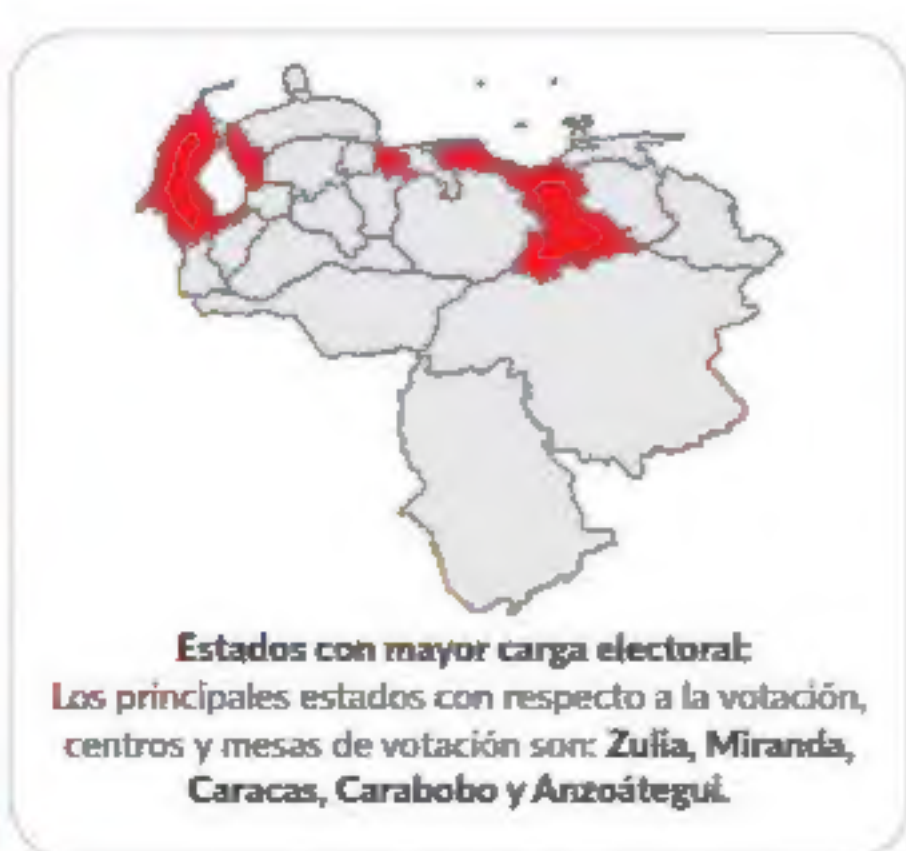 Estados con mayor carga electoral:
Los principales estados con respecto a la votación,
centros y mesas de votación son: Zulia, Miranda,
Caracas, Carabobo y Anzoátegui.